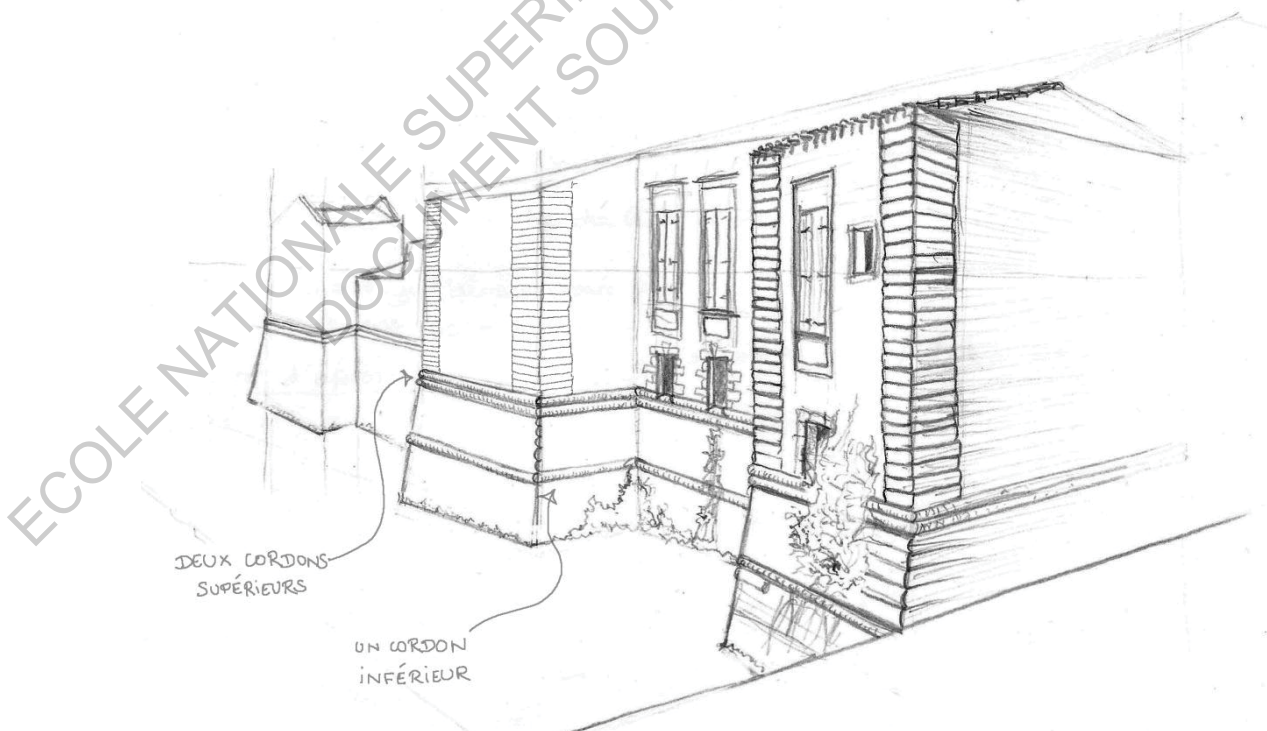 ECOLE NATIONALE SUPERI
DOCUMENT SOU
DEUX CORDONS
SUPÉRIEURS
UN CORDON
INFÉRIEUR